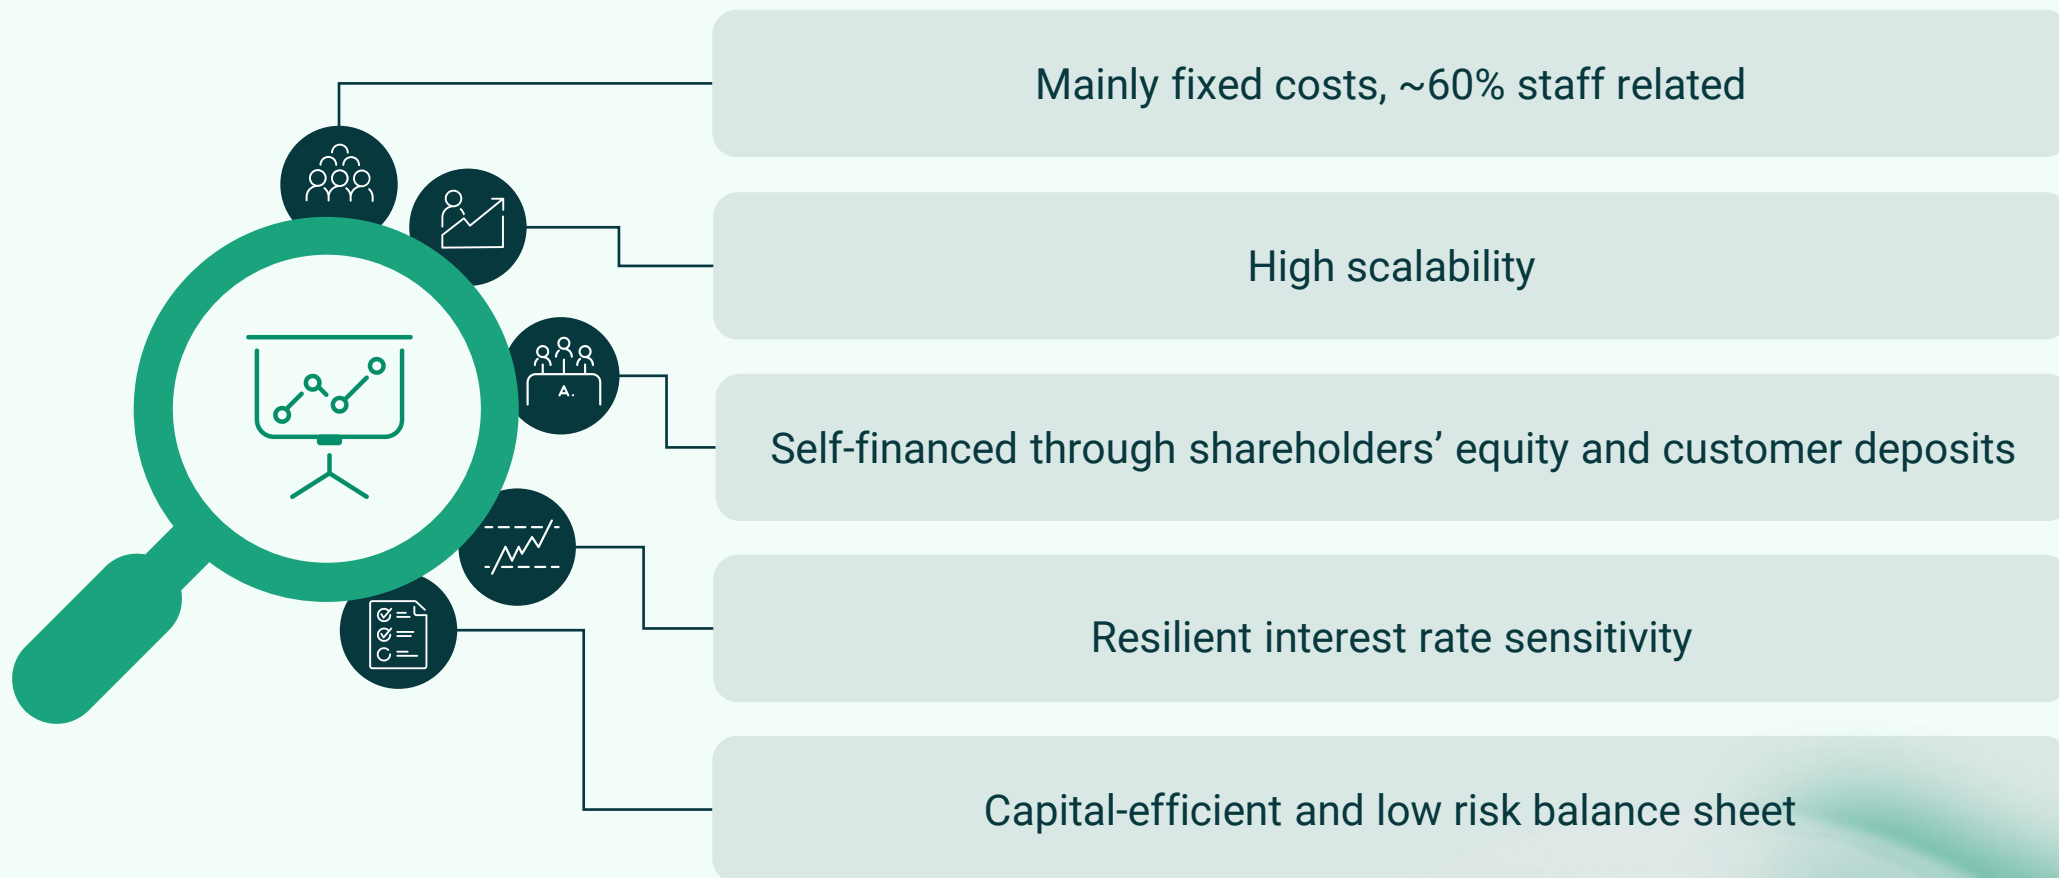 Mainly fixed costs, ~60% staff related
High scalability
A.
Self-financed through shareholders’ equity and customer deposits
Resilient interest rate sensitivity
Capital-efficient and low risk balance sheet